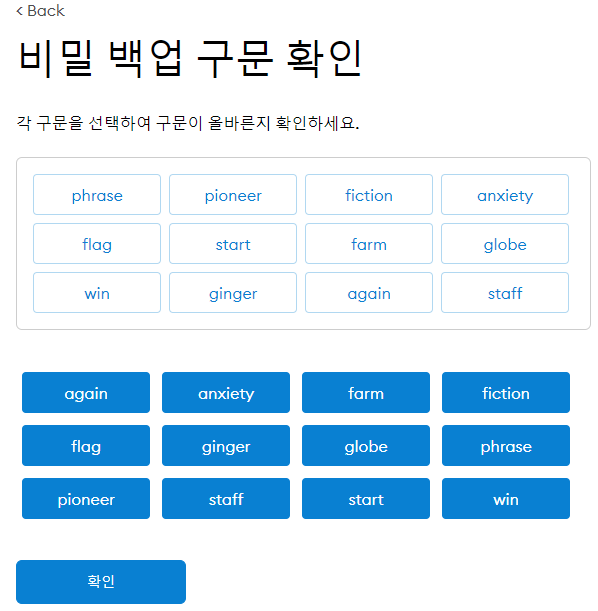 < Back
비밀 백업 구문 확인
각 구문을 선택하여 구문이 올바른지 확인하세요.
phrase pioneer fiction anxiety
flag start farm globe
win ginger again staff
again anxiety farm fiction
flag ginger globe phrase
pioneer staff start win
확인